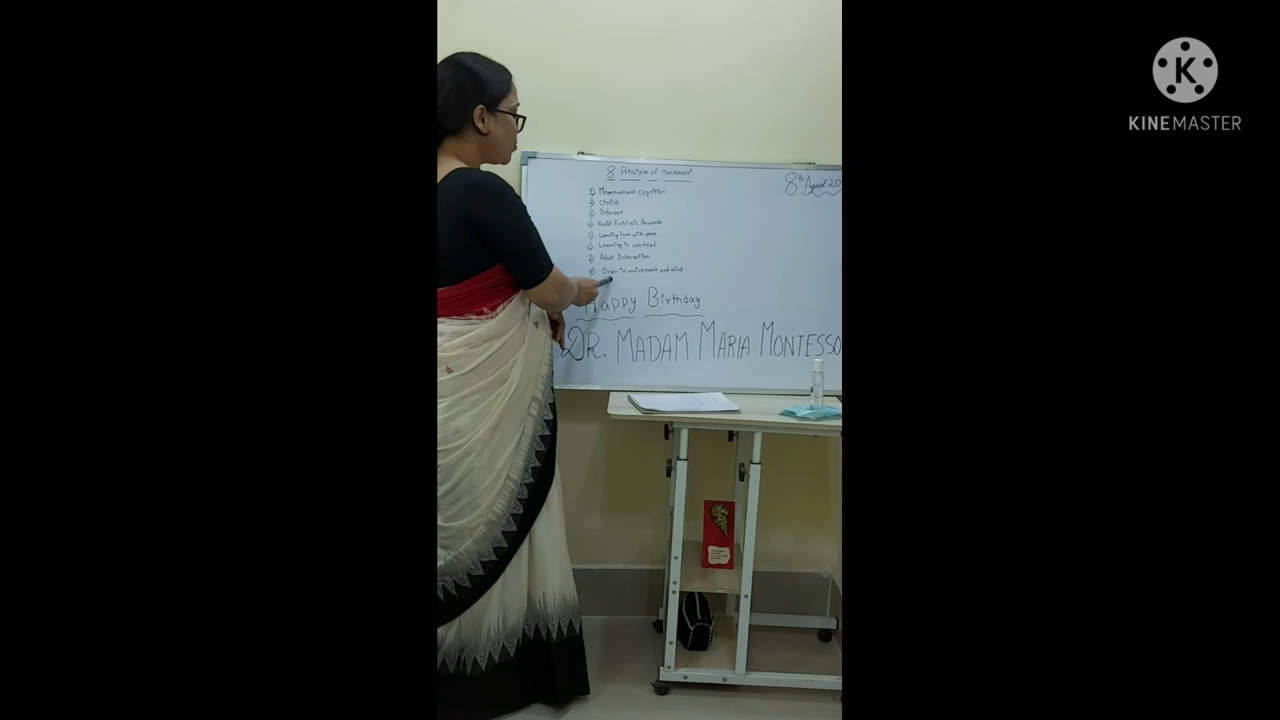 8 Principle of Montessori
8th August 20
1) Movement and Cognition
2) Choice
3) Interest
4) Avoid Extrinsic Rewards
5) Learning from with peers
6) Learning in context
7) Adult Interaction
8) Order in environment and mind
Happy Birthday
DR. MADAM MARIA MONTESSO
KINEMASTER